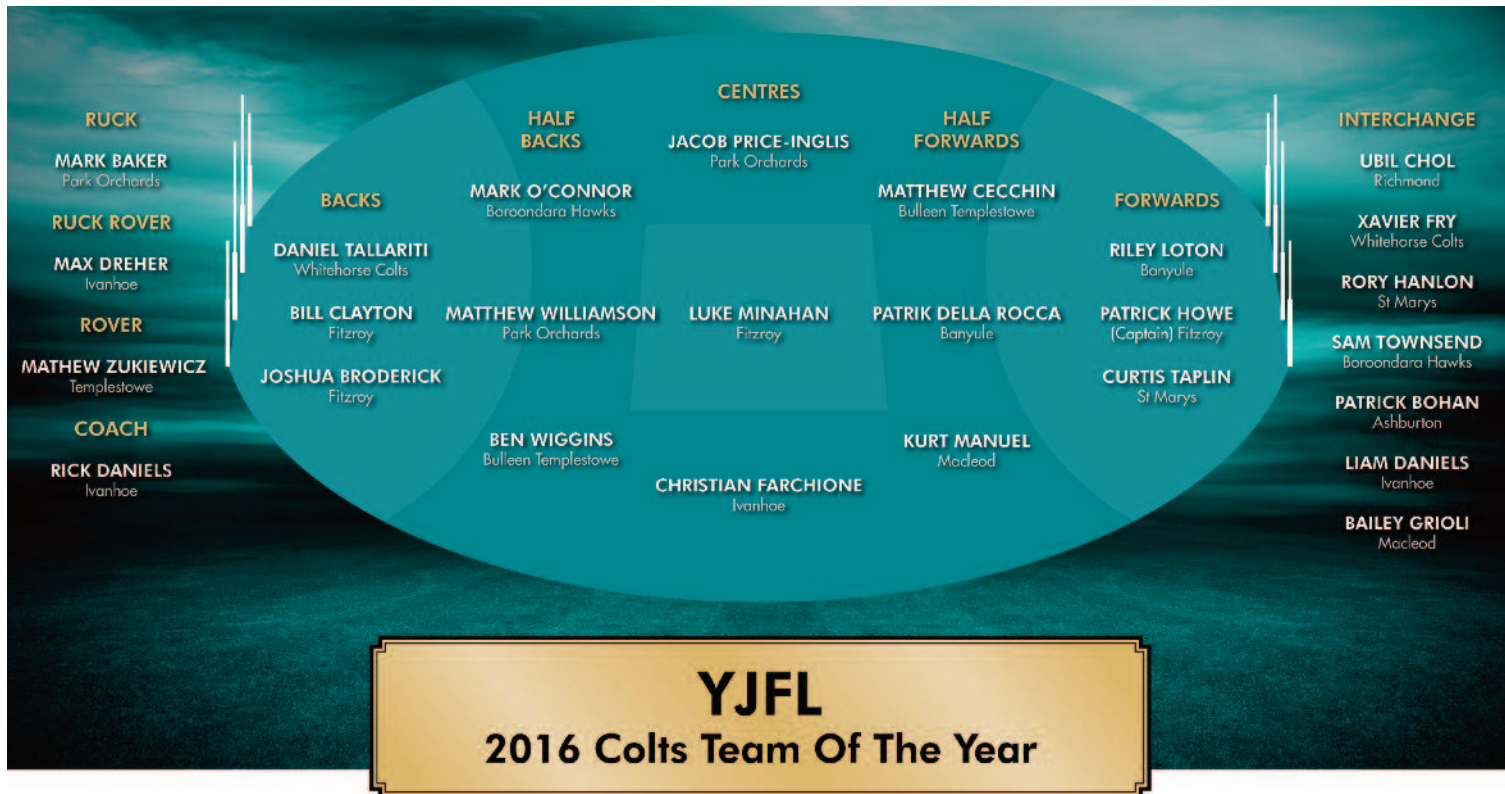 RUCK
MARK BAKER
Park Orchards
RUCK ROVER
MAX DREHER
Ivanhoe
ROVER
MATHEW ZUKIEWICZ
Templestowe
COACH
RICK DANIELS
Ivanhoe
BACKS
DANIEL TALLARITI
Whitehorse Colts
BILL CLAYTON
Fitzroy
JOSHUA BRODERICK
Fitzroy
HALF
BACKS
MARK O'CONNOR
Boroondara Hawks
MATTHEW WILLIAMSON
Park Orchards
BEN WIGGINS
Bulleen Templestowe
CENTRES
JACOB PRICE-INGLIS
Park Orchards
LUKE MINAHAN
Fitzroy
CHRISTIAN FARCHIONE
Ivanhoe
HALF
FORWARDS
MATTHEW CECCHIN
Bulleen Templestowe
PATRIK DELLA ROCCA
Banyule
KURT MANUEL
Macleod
FORWARDS
RILEY LOTON
Banyule
PATRICK HOWE
(Captain) Fitzroy
CURTIS TAPLIN
St Marys
INTERCHANGE
UBIL CHOL
Richmond
XAVIER FRY
Whitehorse Colts
RORY HANLON
St Marys
SAM TOWNSEND
Boroondara Hawks
PATRICK BOHAN
Ashburton
LIAM DANIELS
Ivanhoe
BAILEY GRIOLI
Macleod
YJFL
2016 Colts Team Of The Year